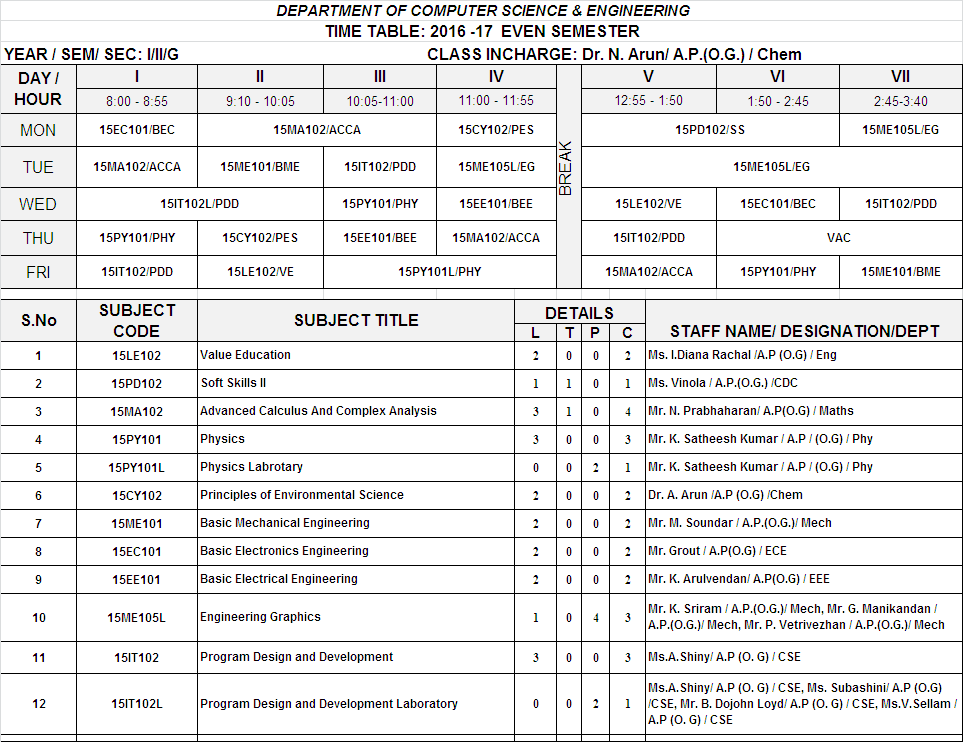 DEPARTMENT OF COMPUTER SCIENCE & ENGINEERING
TIME TABLE: 2016 -17 EVEN SEMESTER
YEAR / SEM/ SEC: I/II/G CLASS INCHARGE: Dr. N. Arun/ A.P.(O.G.) / Chem
DAY / HOUR I II III IV BREAK V VI VII
8:00 - 8:55 9:10 - 10:05 10:05-11:00 11:00 - 11:55 12:55 - 1:50 1:50 - 2:45 2:45-3:40
MON 15EC101/BEC 15MA102/ACCA 15CY102/PES 15PD102/SS 15ME105L/EG
TUE 15MA102/ACCA 15ME101/BME 15IT102/PDD 15ME105L/EG 15ME105L/EG
WED 15IT102L/PDD 15PY101/PHY 15EE101/BEE 15LE102/VE 15EC101/BEC 15IT102/PDD
THU 15PY101/PHY 15CY102/PES 15EE101/BEE 15MA102/ACCA 15IT102/PDD VAC
FRI 15IT102/PDD 15LE102/VE 15PY101L/PHY 15MA102/ACCA 15PY101/PHY 15ME101/BME
S.No SUBJECT CODE SUBJECT TITLE DETAILS STAFF NAME/ DESIGNATION/DEPT
L T P C
1 15LE102 Value Education 2 0 0 2 Ms. I.Diana Rachal /A.P (O.G) / Eng
2 15PD102 Soft Skills II 1 1 0 1 Ms. Vinola / A.P.(O.G.) /CDC
3 15MA102 Advanced Calculus And Complex Analysis 3 1 0 4 Mr. N. Prabhaharan/ A.P(O.G) / Maths
4 15PY101 Physics 3 0 0 3 Mr. K. Satheesh Kumar / A.P / (O.G) / Phy
5 15PY101L Physics Labrotary 0 0 2 1 Mr. K. Satheesh Kumar / A.P / (O.G) / Phy
6 15CY102 Principles of Environmental Science 2 0 0 2 Dr. A. Arun /A.P (O.G) /Chem
7 15ME101 Basic Mechanical Engineering 2 0 0 2 Mr. M. Soundar / A.P.(O.G.)/ Mech
8 15EC101 Basic Electronics Engineering 2 0 0 2 Mr. Grout / A.P(O.G) / ECE
9 15EE101 Basic Electrical Engineering 2 0 0 2 Mr. K. Arulvendan/ A.P(O.G) / EEE
10 15ME105L Engineering Graphics 1 0 4 3 Mr. K. Sriram / A.P.(O.G.)/ Mech, Mr. G. Manikandan /
A.P.(O.G.)/ Mech, Mr. P. Vetrivezhan / A.P.(O.G.)/ Mech
11 15IT102 Program Design and Development 3 0 0 3 Ms.A.Shiny/ A.P (O. G) / CSE
12 15IT102L Program Design and Development Laboratory 0 0 2 1 Ms.A.Shiny/ A.P (O. G) / CSE, Ms. Subashini/ A.P (O.G)
/CSE, Mr. B. Dojohn Loyd/ A.P (O. G) / CSE, Ms.V.Sellam /
A.P (O. G) / CSE